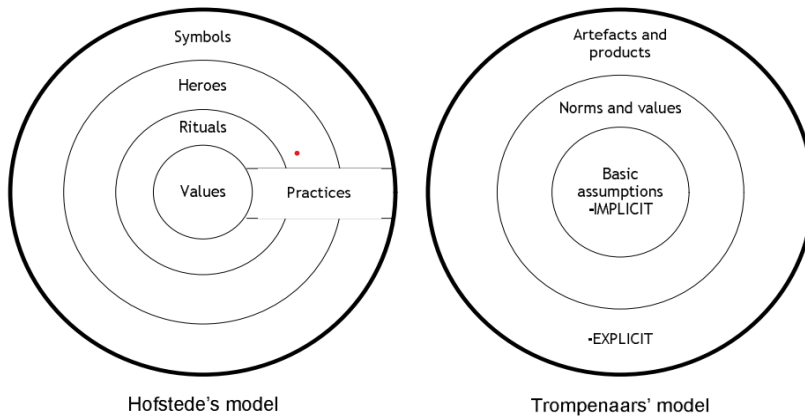 Symbols
Heroes
Rituals
Values
Practices
Hofstede's model
Artefacts and
products
Norms and values
Basic
assumptions
-IMPLICIT
-EXPLICIT
Trompenaars' model